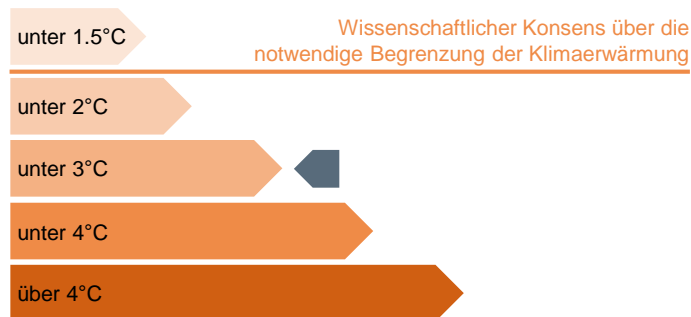 unter 1.5°C
Wissenschaftlicher Konsens über die
notwendige Begrenzung der Klimaerwärmung
unter 2°C
unter 3°C
unter 4°C
über 4°C